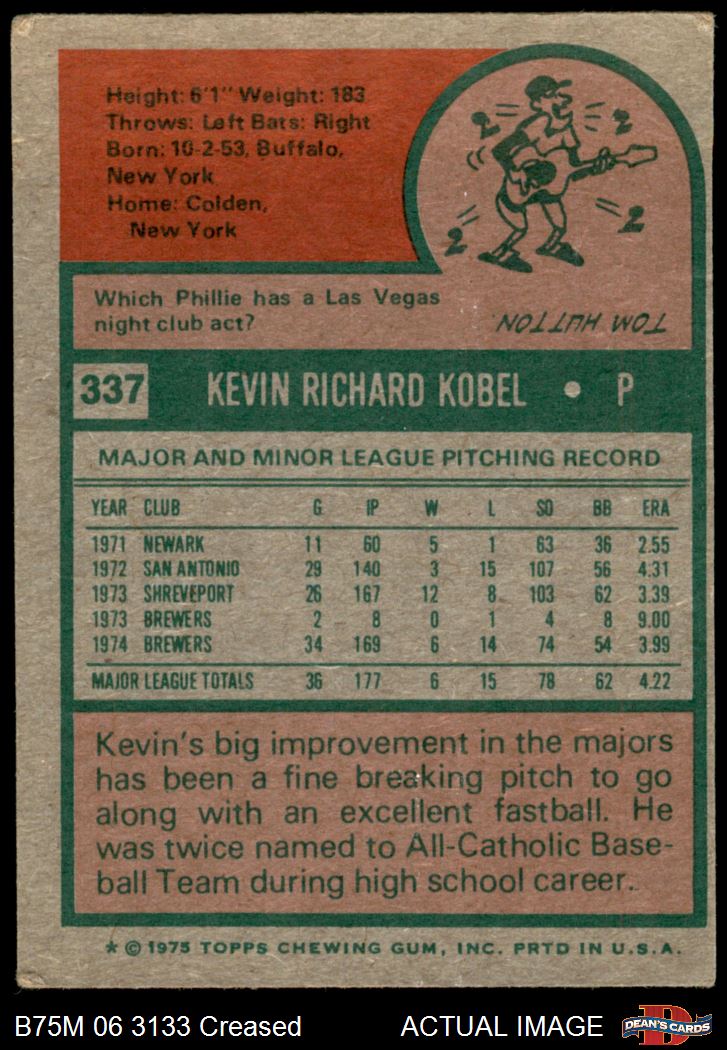 Height: 6'1" Weight: 183
Throws: Left Bats: Right
Born: 10-2-53, Buffalo,
New York
Home: Colden,
New York
2
2
2
2
Which Phillie has a Las Vegas
night club act?
TOM HUTTON
337 KEVIN RICHARD KOBEL • P
MAJOR AND MINOR LEAGUE PITCHING RECORD
YEAR CLUB G IP W L SO BB ERA
1971 NEWARK 11 60 5 1 63 36 2.55
1972 SAN ANTONIO 29 140 3 15 107 56 4.31
1973 SHREVEPORT 26 167 12 8 103 62 3.39
1973 BREWERS 2 8 0 1 4 8 9.00
1974 BREWERS 34 169 6 14 74 54 3.99
MAJOR LEAGUE TOTALS 36 177 6 15 78 62 4.22
Kevin's big improvement in the majors
has been a fine breaking pitch to go
along with an excellent fastball. He
was twice named to All-Catholic Base-
ball Team during high school career.
* © 1975 TOPPS CHEWING GUM, INC. PRTD IN U.S.A.
B75M 06 3133 Creased ACTUAL IMAGE
D
DEAN'S CARDS